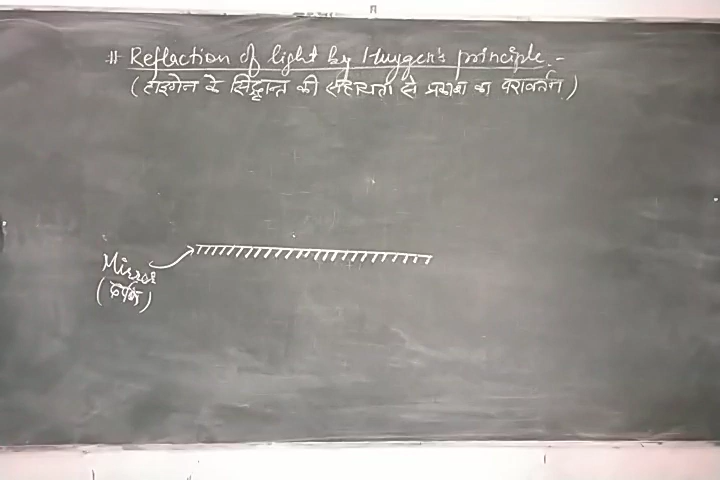 # Reflection of light by Huygen's principle.-
(हाइगेन के सिद्धान्त की सहायता से प्रकाश का परावर्तन)
Mirror
(दर्पण)